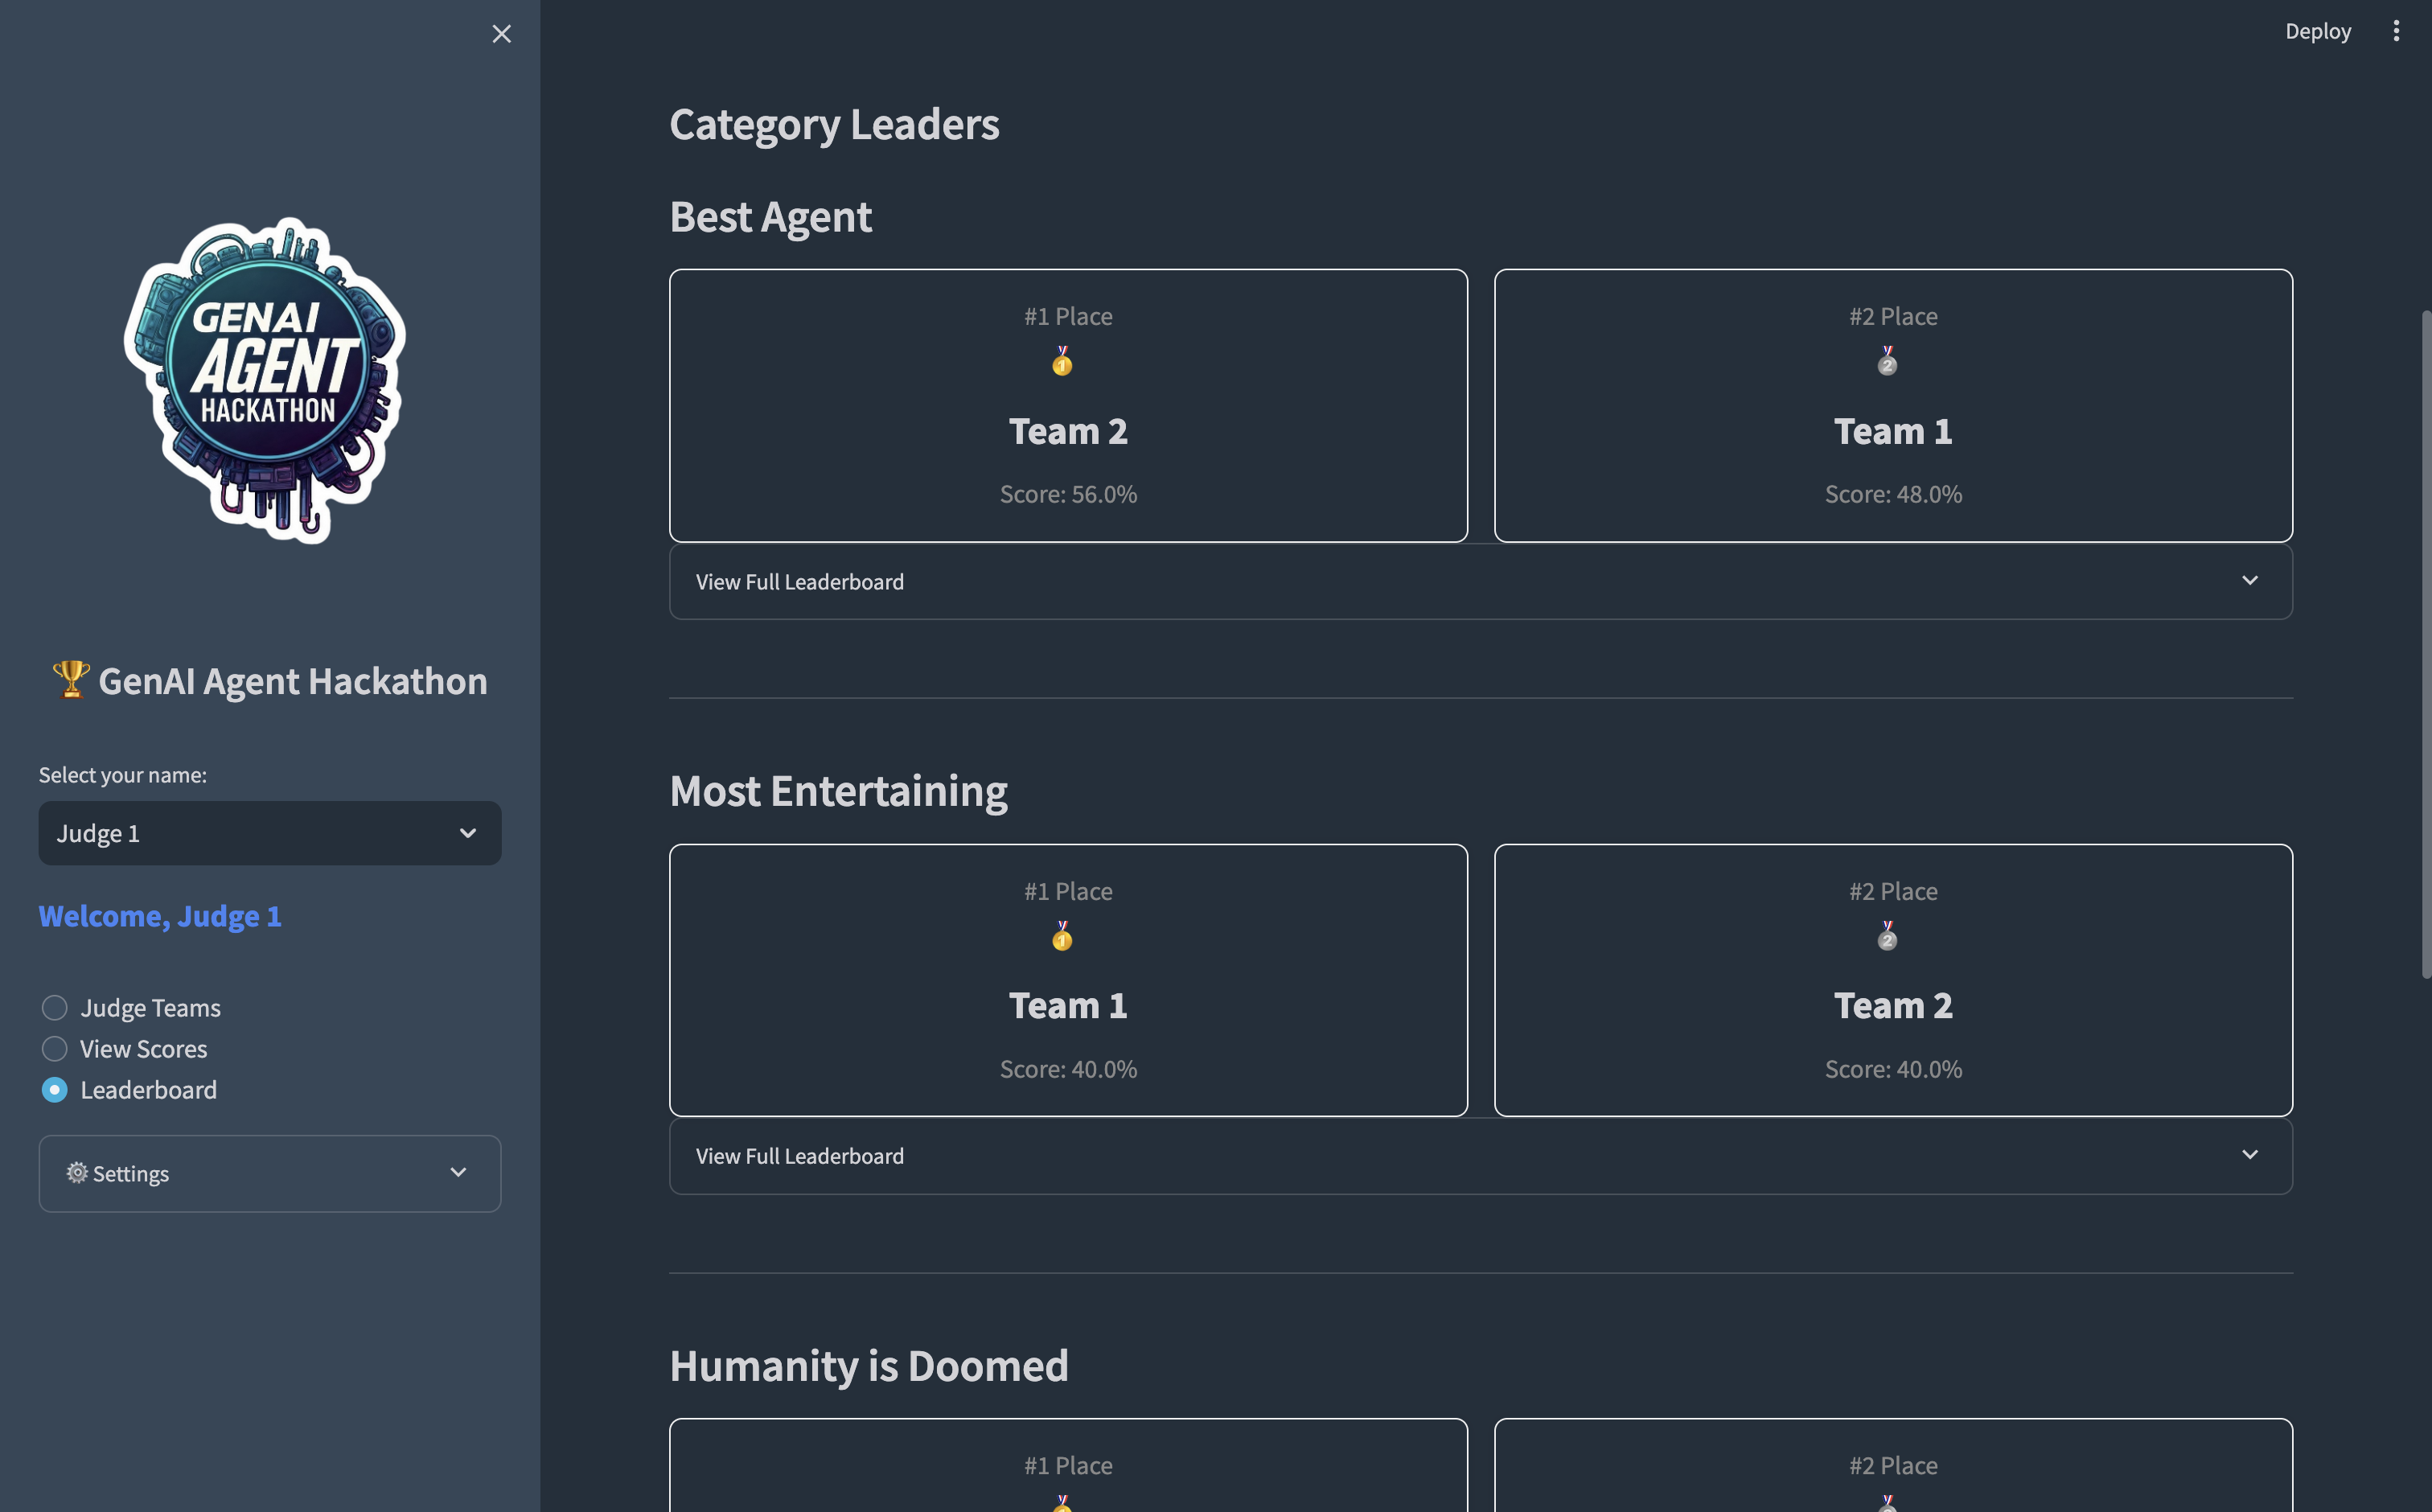 Deploy
GENAI
AGENT
HACKATHON
🏆 GenAI Agent Hackathon
Select your name:
Judge 1
Welcome, Judge 1
Judge Teams
View Scores
Leaderboard
⚙️ Settings
Category Leaders
Best Agent
#1 Place
🥇
Team 2
Score: 56.0%
#2 Place
🥈
Team 1
Score: 48.0%
View Full Leaderboard
Most Entertaining
#1 Place
🥇
Team 1
Score: 40.0%
#2 Place
🥈
Team 2
Score: 40.0%
View Full Leaderboard
Humanity is Doomed
#1 Place
#2 Place